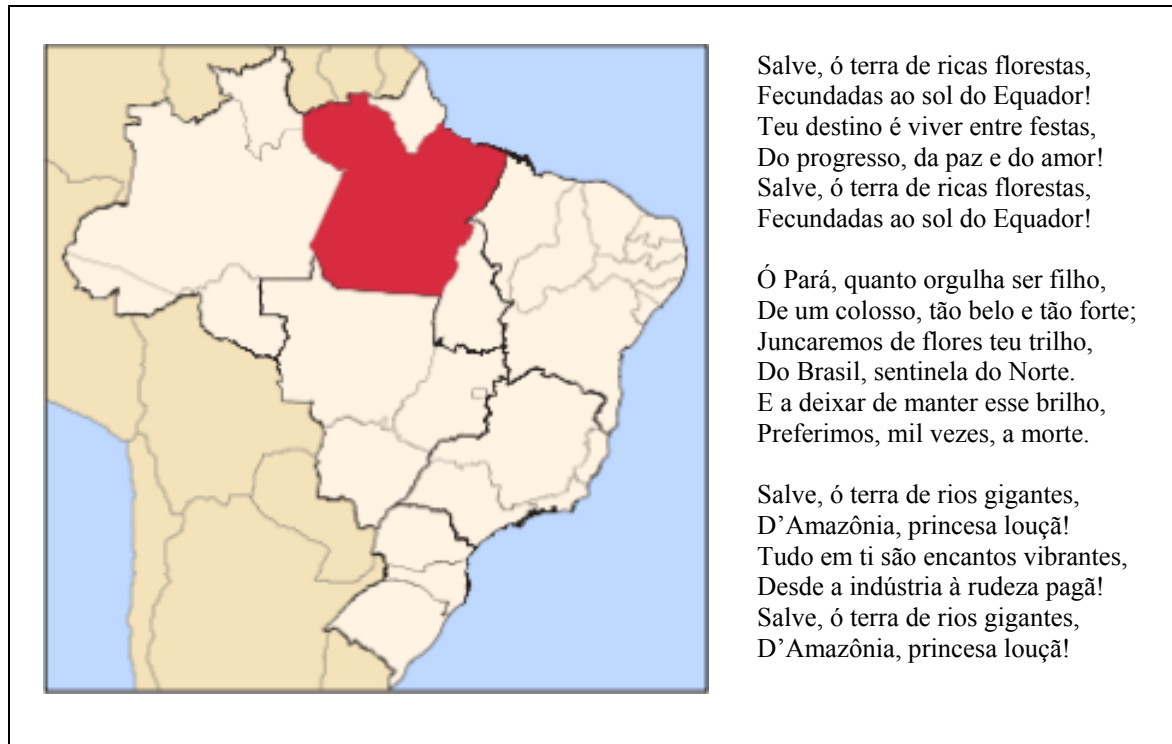 Salve, ó terra de ricas florestas,
Fecundadas ao sol do Equador!
Teu destino é viver entre festas,
Do progresso, da paz e do amor!
Salve, ó terra de ricas florestas,
Fecundadas ao sol do Equador!
Ó Pará, quanto orgulha ser filho,
De um colosso, tão belo e tão forte;
Juncaremos de flores teu trilho,
Do Brasil, sentinela do Norte.
E a deixar de manter esse brilho,
Preferimos, mil vezes, a morte.
Salve, ó terra de rios gigantes,
D’Amazônia, princesa louçã!
Tudo em ti são encantos vibrantes,
Desde a indústria à rudeza pagã!
Salve, ó terra de rios gigantes,
D’Amazônia, princesa louçã!